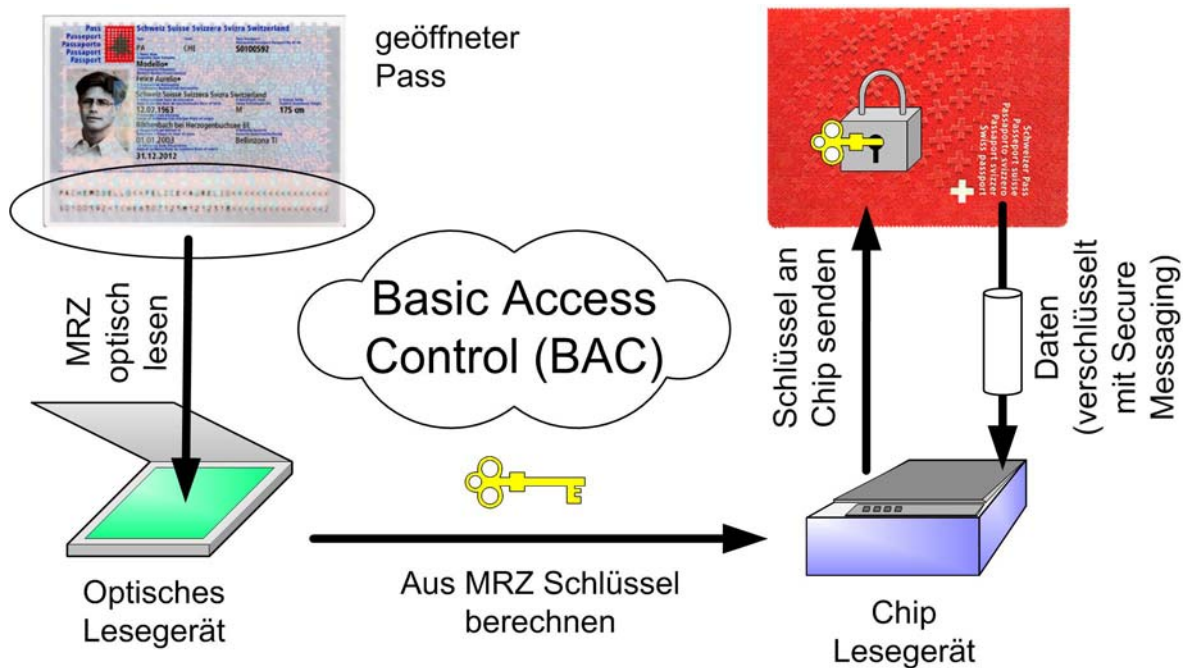 Pass
Passeport
Passaporto
Passaport
Passport
Schweiz Suisse Svizzera Svizra Switzerland
PA CHE S0100592
Modello
Felice Aurelio
Schweiz Suisse Svizzera Svizra Switzerland
12.07.1963 M 175 cm
Röthenbach bei Herzogenbuchsee BE
01.01.2003 Bellinzona TI
31.12.2012
geöffneter
Pass
MRZ
optisch
lesen
Optisches
Lesegerät
Basic Access
Control (BAC)
Aus MRZ Schlüssel
berechnen
Schlüssel an
Chip senden
Schweizer Pass
Passeport suisse
Passaporto svizzero
Passaport svizzer
Swiss passport
Daten
(verschlüsselt
mit Secure
Messaging)
Chip
Lesegerät